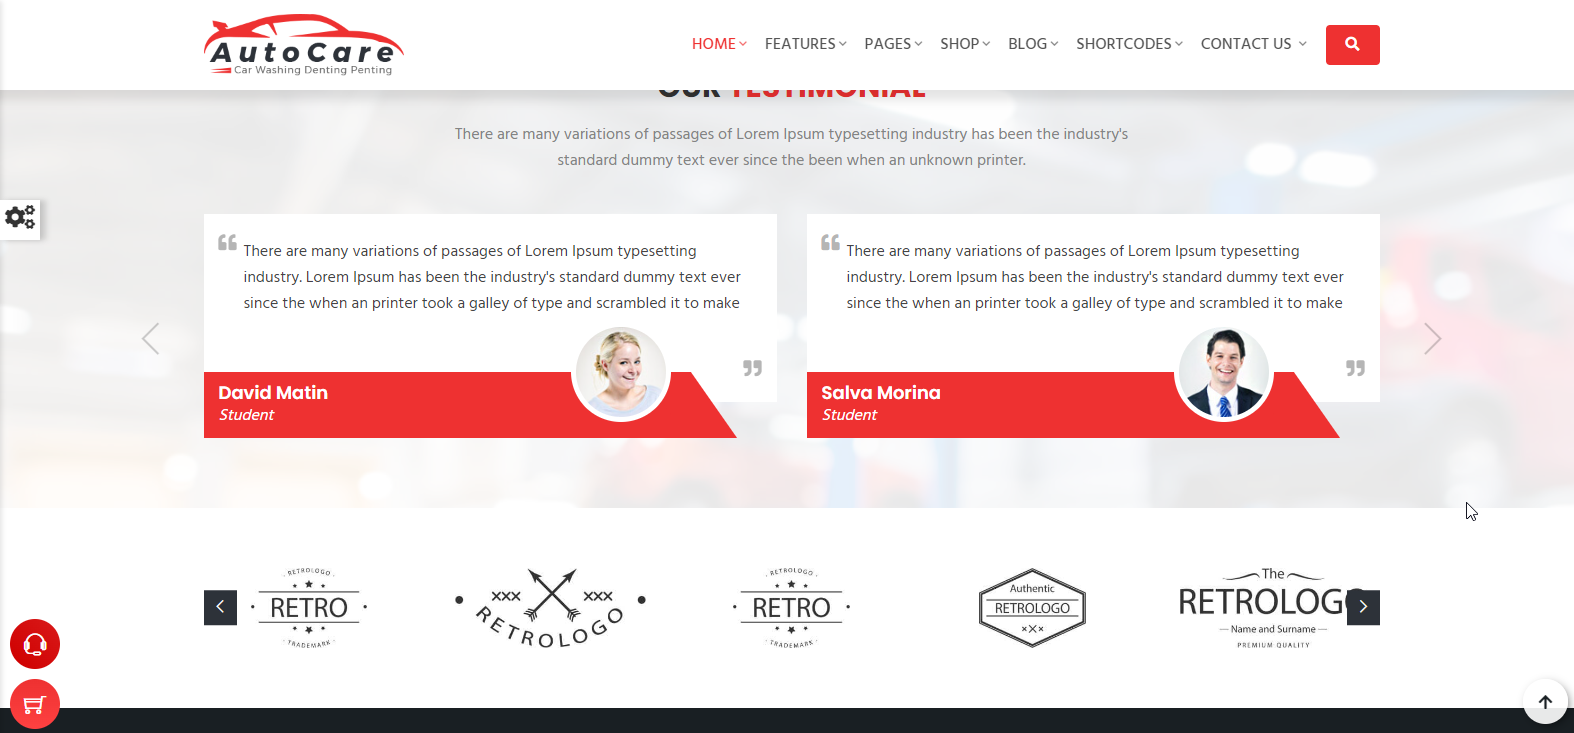 AutoCare
Car Washing Denting Penting
HOME
FEATURES
PAGES
SHOP
BLOG
SHORTCODES
CONTACT US
OUR TESTIMONIAL
There are many variations of passages of Lorem Ipsum typesetting industry has been the industry's
standard dummy text ever since the been when an unknown printer.
There are many variations of passages of Lorem Ipsum typesetting
industry. Lorem Ipsum has been the industry's standard dummy text ever
since the when an printer took a galley of type and scrambled it to make
David Matin
Student
There are many variations of passages of Lorem Ipsum typesetting
industry. Lorem Ipsum has been the industry's standard dummy text ever
since the when an printer took a galley of type and scrambled it to make
Salva Morina
Student
RETROLOGO
RETRO
TRADEMARK
XXX XXX
RETROLOGO
RETROLOGO
RETRO
TRADEMARK
Authentic
RETROLOGO
The
RETROLOG
Name and Surname
PREMIUM QUALITY